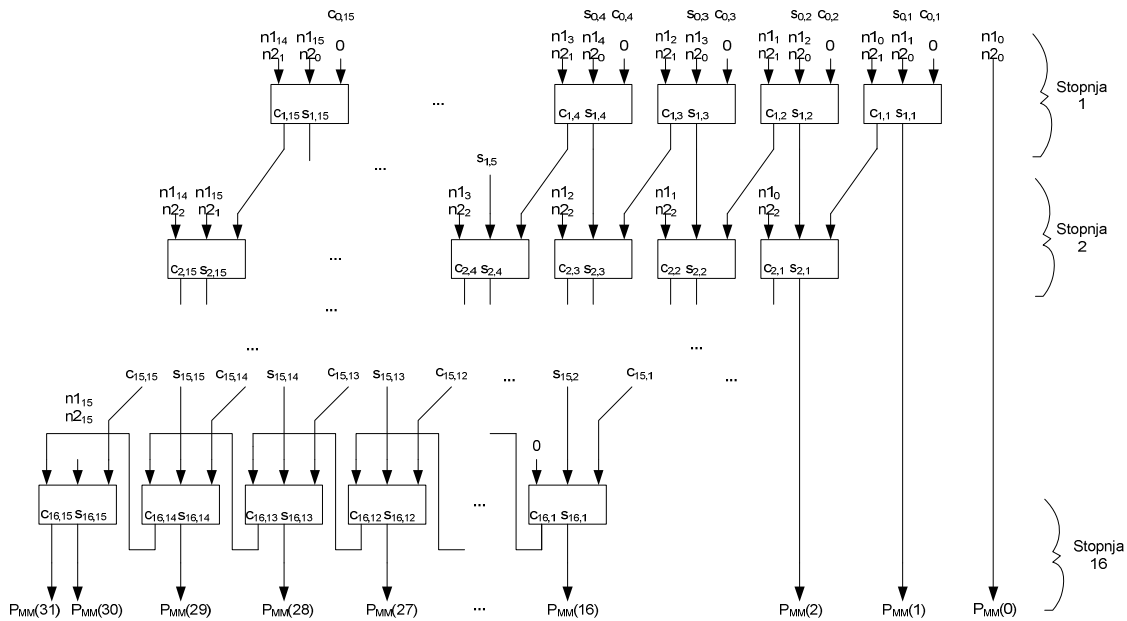 c0,15 s0,4 c0,4 s0,3 c0,3 s0,2 c0,2 s0,1 c0,1
n114 n115 0 n13 n14 0 n12 n13 0 n11 n12 0 n10 n11 0 n10
n21 n20 n21 n20 n21 n20 n21 n20 n21 n20 n20
Stopnja
1
...
c1,15 s1,15 c1,4 s1,4 c1,3 s1,3 c1,2 s1,2 c1,1 s1,1
...
s1,5
n114 n115 n13 n12 n11 n10
n22 n21 n22 n22 n22 n22
Stopnja
2
...
c2,15 s2,15 c2,4 s2,4 c2,3 s2,3 c2,2 s2,2 c2,1 s2,1
...
... ...
c15,15 s15,15 c15,14 s15,14 c15,13 s15,13 c15,12 ... s15,2 c15,1 ...
n115
n215
0
...
c16,15 s16,15 c16,14 s16,14 c16,13 s16,13 c16,12 s16,12 c16,1 s16,1
Stopnja
16
PMM(31) PMM(30) PMM(29) PMM(28) PMM(27) ... PMM(16) PMM(2) PMM(1) PMM(0)